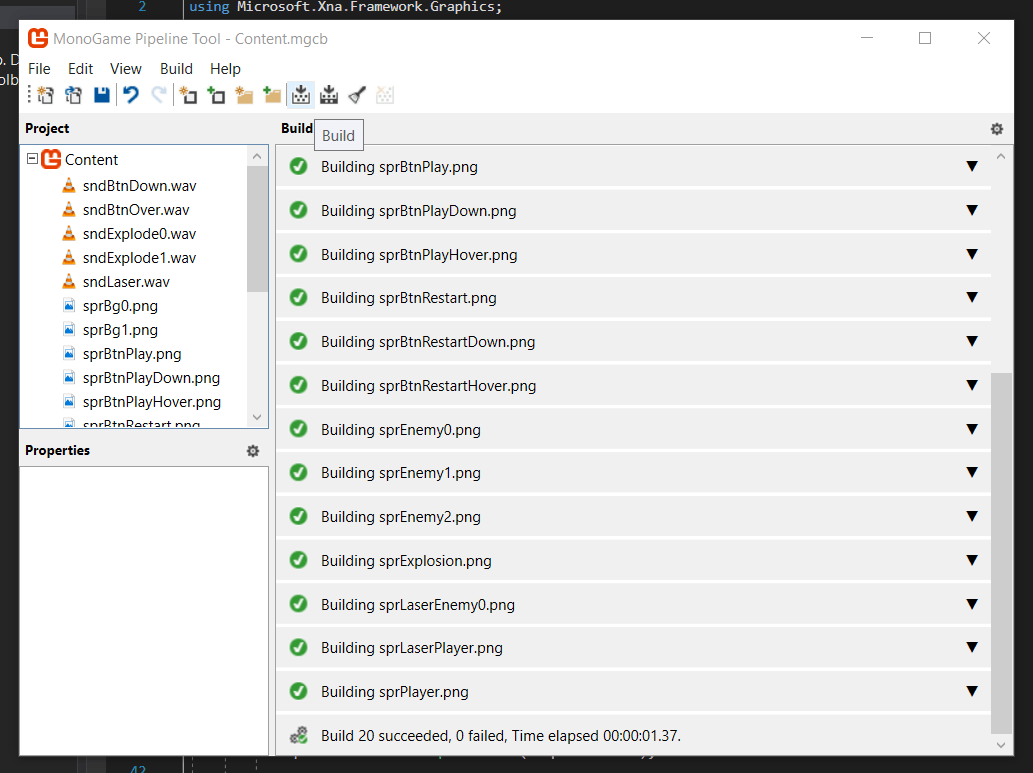 2 using Microsoft.Xna.Framework.Graphics;
MonoGame Pipeline Tool - Content.mgcb
File Edit View Build Help
Project
Build
Build
Content
sndBtnDown.wav
sndBtnOver.wav
sndExplode0.wav
sndExplode1.wav
sndLaser.wav
sprBg0.png
sprBg1.png
sprBtnPlay.png
sprBtnPlayDown.png
sprBtnPlayHover.png
sprBtnRestart.png
Properties
Building sprBtnPlay.png
Building sprBtnPlayDown.png
Building sprBtnPlayHover.png
Building sprBtnRestart.png
Building sprBtnRestartDown.png
Building sprBtnRestartHover.png
Building sprEnemy0.png
Building sprEnemy1.png
Building sprEnemy2.png
Building sprExplosion.png
Building sprLaserEnemy0.png
Building sprLaserPlayer.png
Building sprPlayer.png
Build 20 succeeded, 0 failed, Time elapsed 00:00:01.37.
42